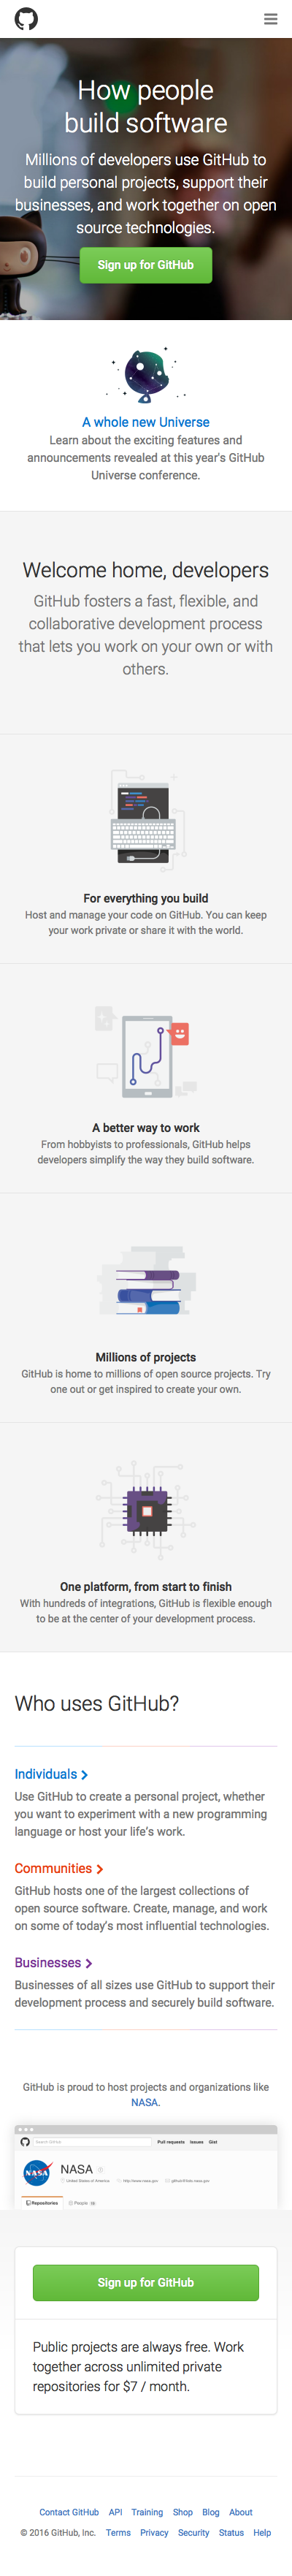 How people
build software
Millions of developers use GitHub to
build personal projects, support their
businesses, and work together on open
source technologies.
Sign up for GitHub
A whole new Universe
Learn about the exciting features and
announcements revealed at this year's GitHub
Universe conference.
Welcome home, developers
GitHub fosters a fast, flexible, and
collaborative development process
that lets you work on your own or with
others.
For everything you build
Host and manage your code on GitHub. You can keep
your work private or share it with the world.
A better way to work
From hobbyists to professionals, GitHub helps
developers simplify the way they build software.
Millions of projects
GitHub is home to millions of open source projects. Try
one out or get inspired to create your own.
One platform, from start to finish
With hundreds of integrations, GitHub is flexible enough
to be at the center of your development process.
Who uses GitHub?
Individuals
Use GitHub to create a personal project, whether
you want to experiment with a new programming
language or host your life's work.
Communities
GitHub hosts one of the largest collections of
open source software. Create, manage, and work
on some of today's most influential technologies.
Businesses
Businesses of all sizes use GitHub to support their
development process and securely build software.
GitHub is proud to host projects and organizations like
NASA.
Search GitHub Pull requests Issues Gist
NASA
NASA
United States of America http://www.nasa.gov
Repositories People
Sign up for GitHub
Public projects are always free. Work
together across unlimited private
repositories for $7 / month.
Contact GitHub API Training Shop Blog About
© 2016 GitHub, Inc. Terms Privacy Security Status Help